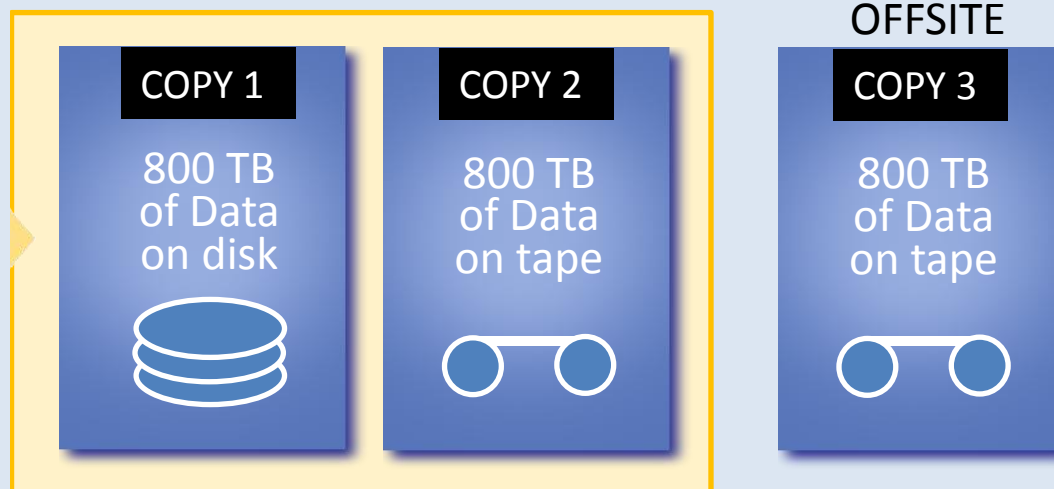 COPY 1
800 TB
of Data
on disk
COPY 2
800 TB
of Data
on tape
OFFSITE
COPY 3
800 TB
of Data
on tape